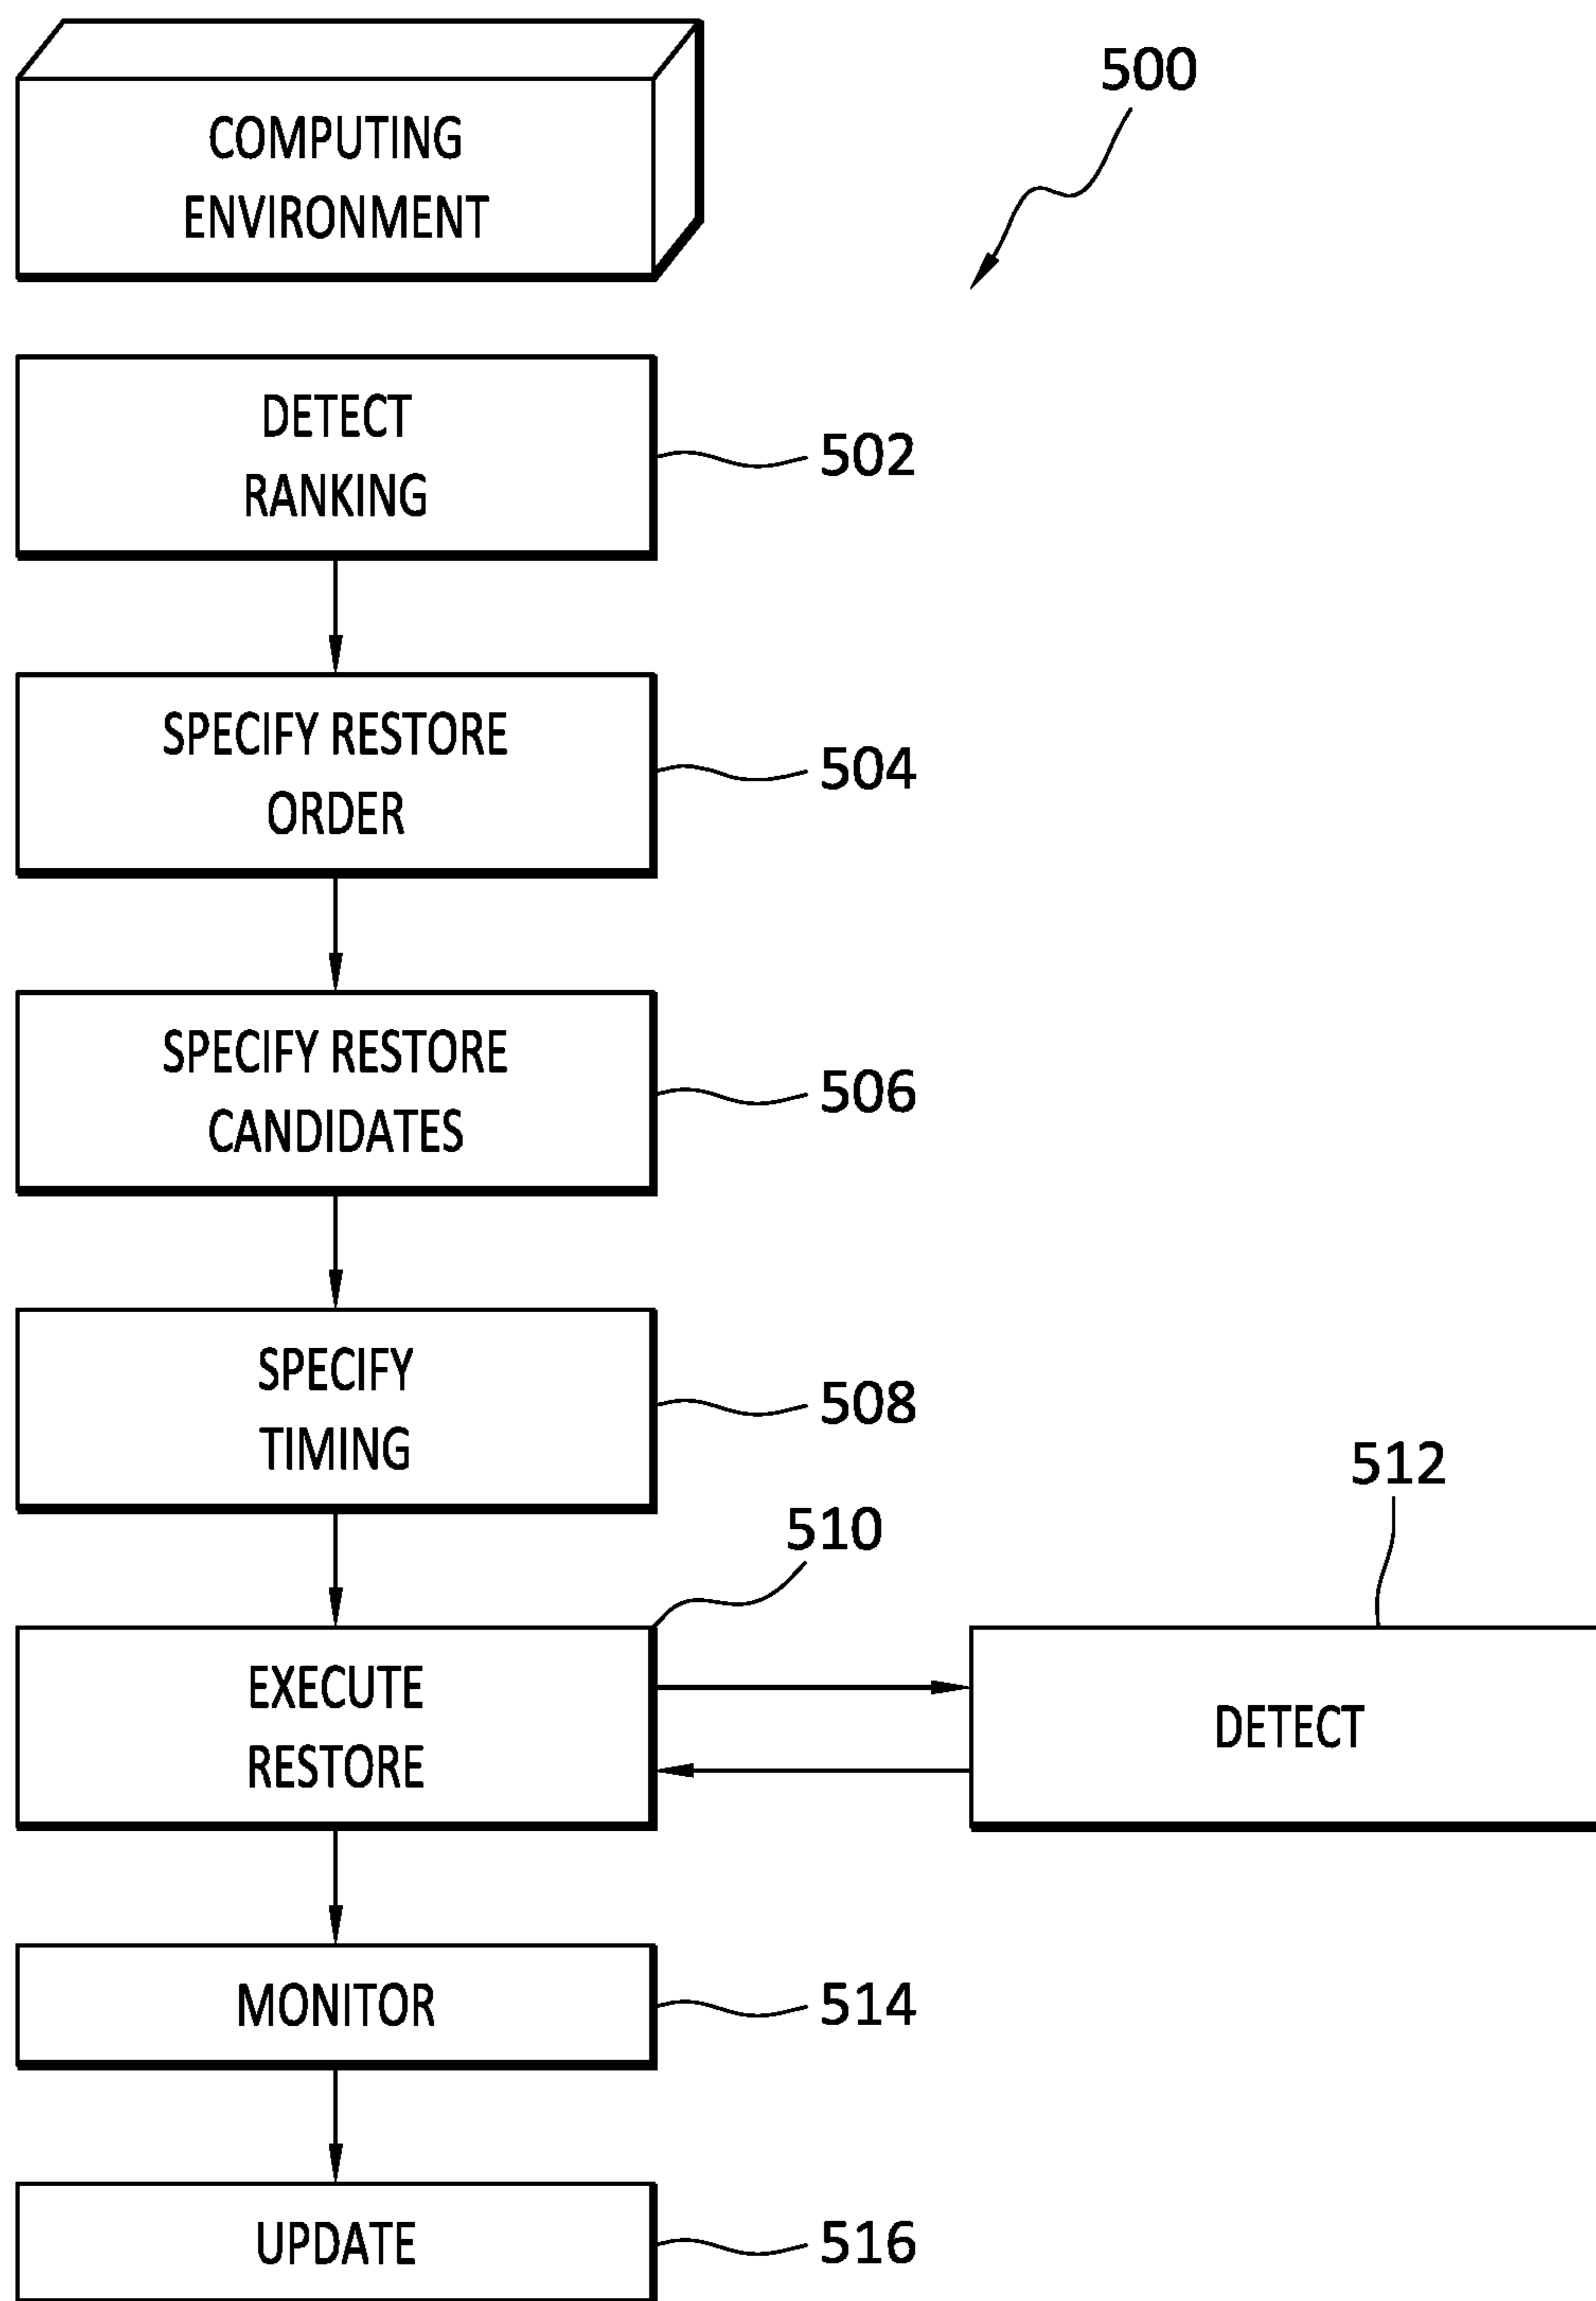 COMPUTING
ENVIRONMENT
500
DETECT
RANKING
502
SPECIFY RESTORE
ORDER
504
SPECIFY RESTORE
CANDIDATES
506
SPECIFY
TIMING
508
510
512
EXECUTE
RESTORE
DETECT
MONITOR
514
UPDATE
516